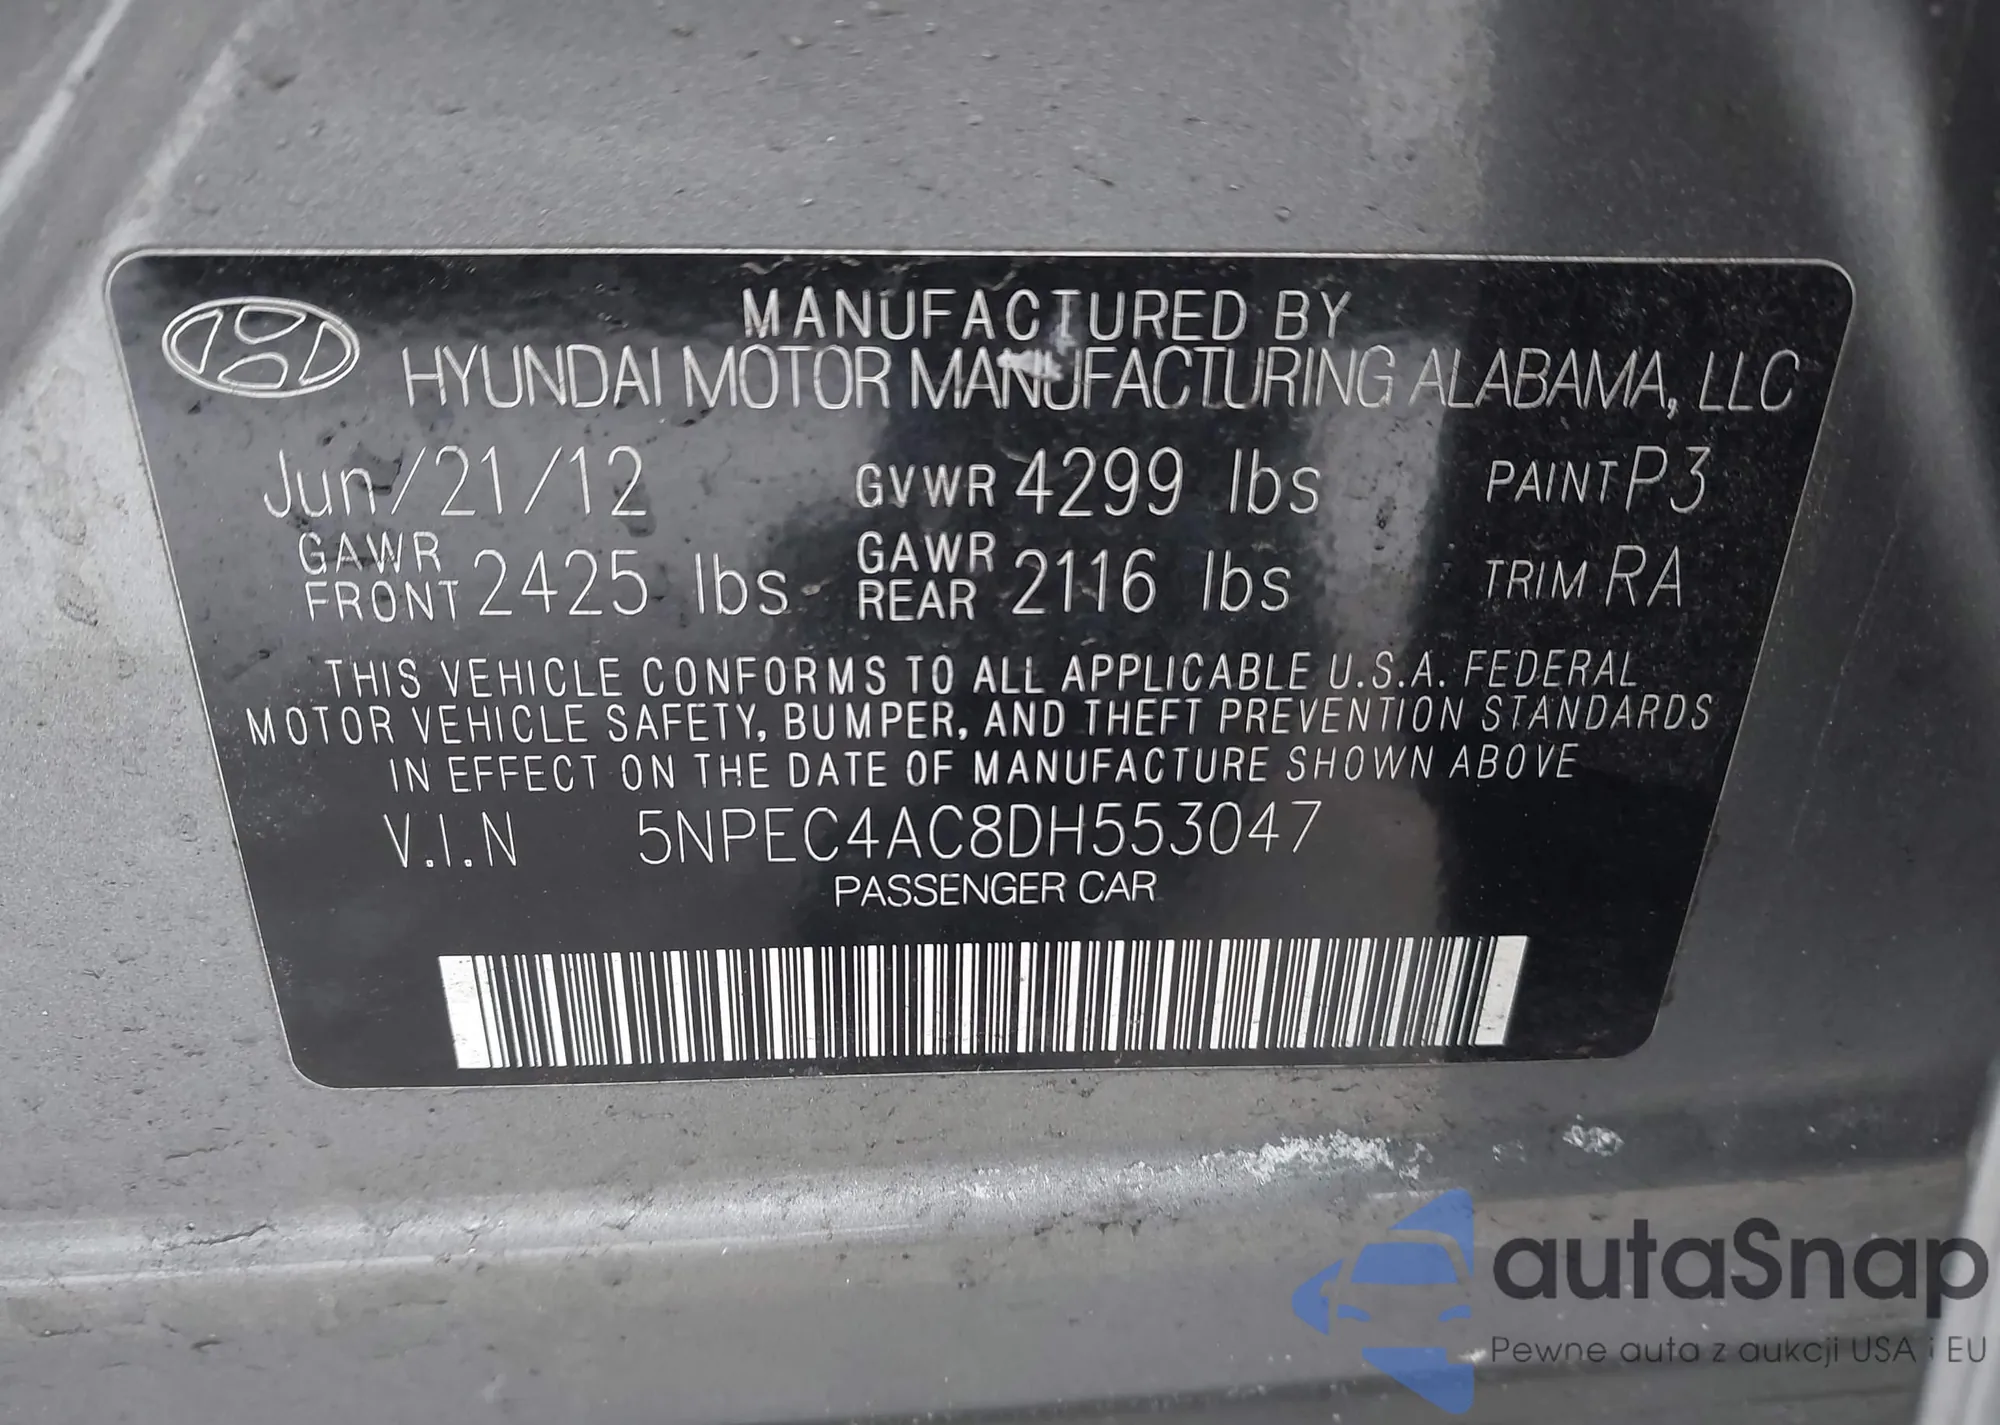 MANUFACTURED BY
HYUNDAI MOTOR MANUFACTURING ALABAMA, LLC
Jun/21/12 GVWR 4299 lbs PAINT P3
GAWR FRONT 2425 lbs GAWR REAR 2116 lbs TRIM RA
THIS VEHICLE CONFORMS TO ALL APPLICABLE U.S.A. FEDERAL
MOTOR VEHICLE SAFETY, BUMPER, AND THEFT PREVENTION STANDARDS
IN EFFECT ON THE DATE OF MANUFACTURE SHOWN ABOVE
V.I.N 5NPEC4AC8DH553047
PASSENGER CAR
autaSnap
Pewne auta z aukcji USA i EU